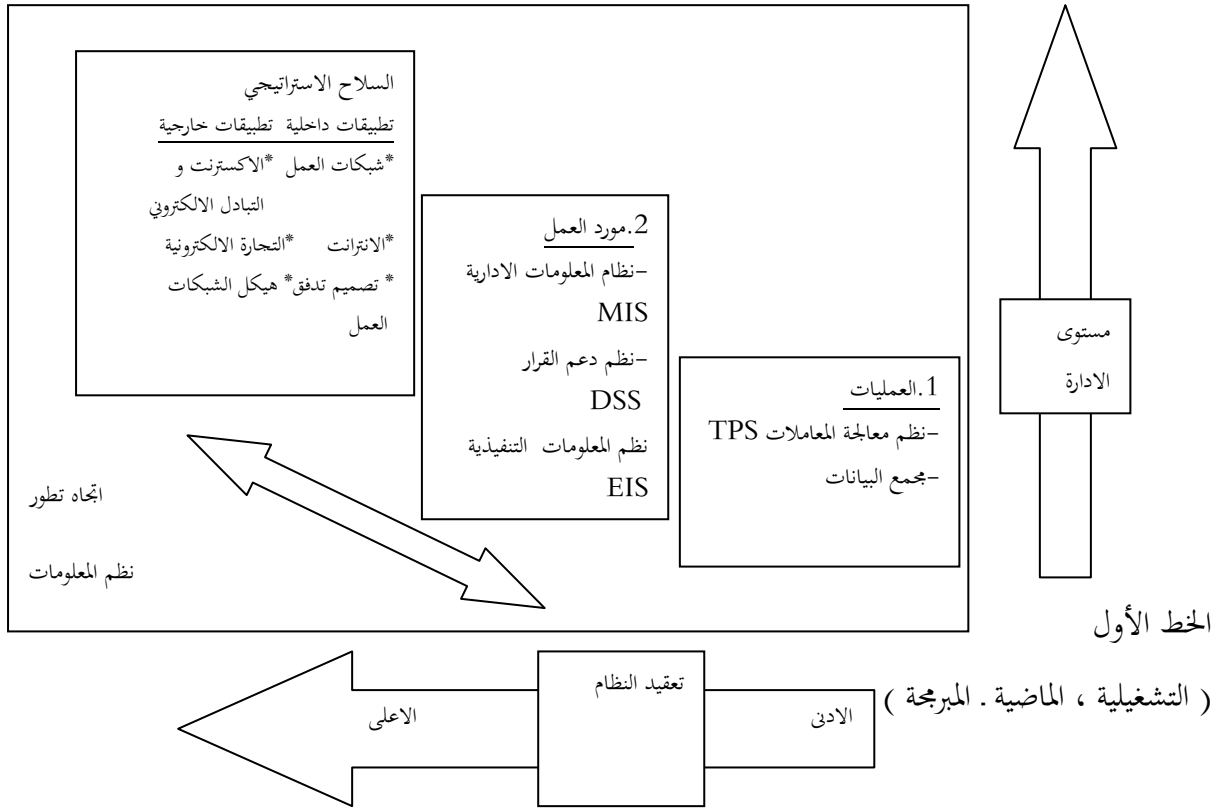 السلاح الاستراتيجي
تطبيقات داخلية تطبيقات خارجية
*شبكات العمل *الاكسترنت و
التبادل الالكتروني
*الانترانت *التجارة الالكترونية
* تصميم تدفق* هيكل الشبكات
العمل
2.مورد العمل
-نظام المعلومات الادارية
MIS
-نظم دعم القرار
DSS
نظم المعلومات التنفيذية
EIS
1.العمليات
-نظم معالجة المعاملات TPS
-مجمع البيانات
مستوى
الادارة
اتجاه تطور
نظم المعلومات
الخط الأول
( التشغيلية ، الماضية . المبرمجة )
الادنى
تعقيد النظام
الاعلى